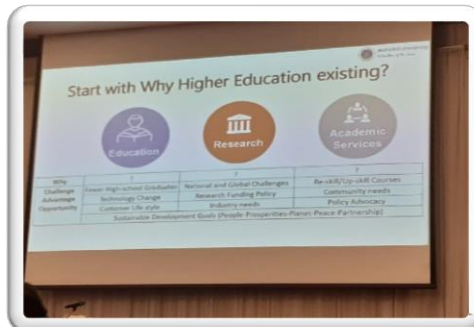 Start with Why Higher Education existing?
Education
Research
Academic Services
Why ? ? ?
Challenge Fewer High-school Graduates National and Global Challenges Re-skill/Up-skill Courses
Advantage Technology Change Research Funding Policy Community needs
Opportunity Customer Life style Industry needs Policy Advocacy
Sustainable Development Goals (People-Prosperities-Planet-Peace-Partnership)